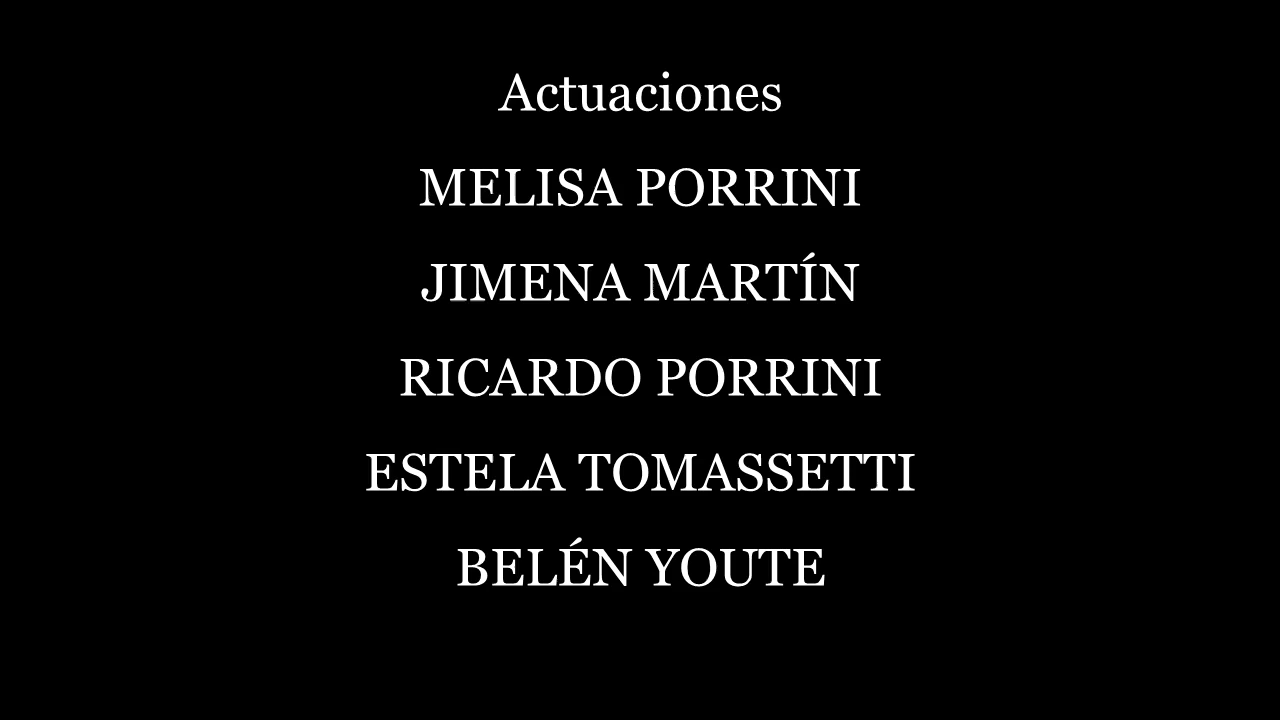 Actuaciones
MELISA PORRINI
JIMENA MARTÍN
RICARDO PORRINI
ESTELA TOMASSETTI
BELÉN YOUTE